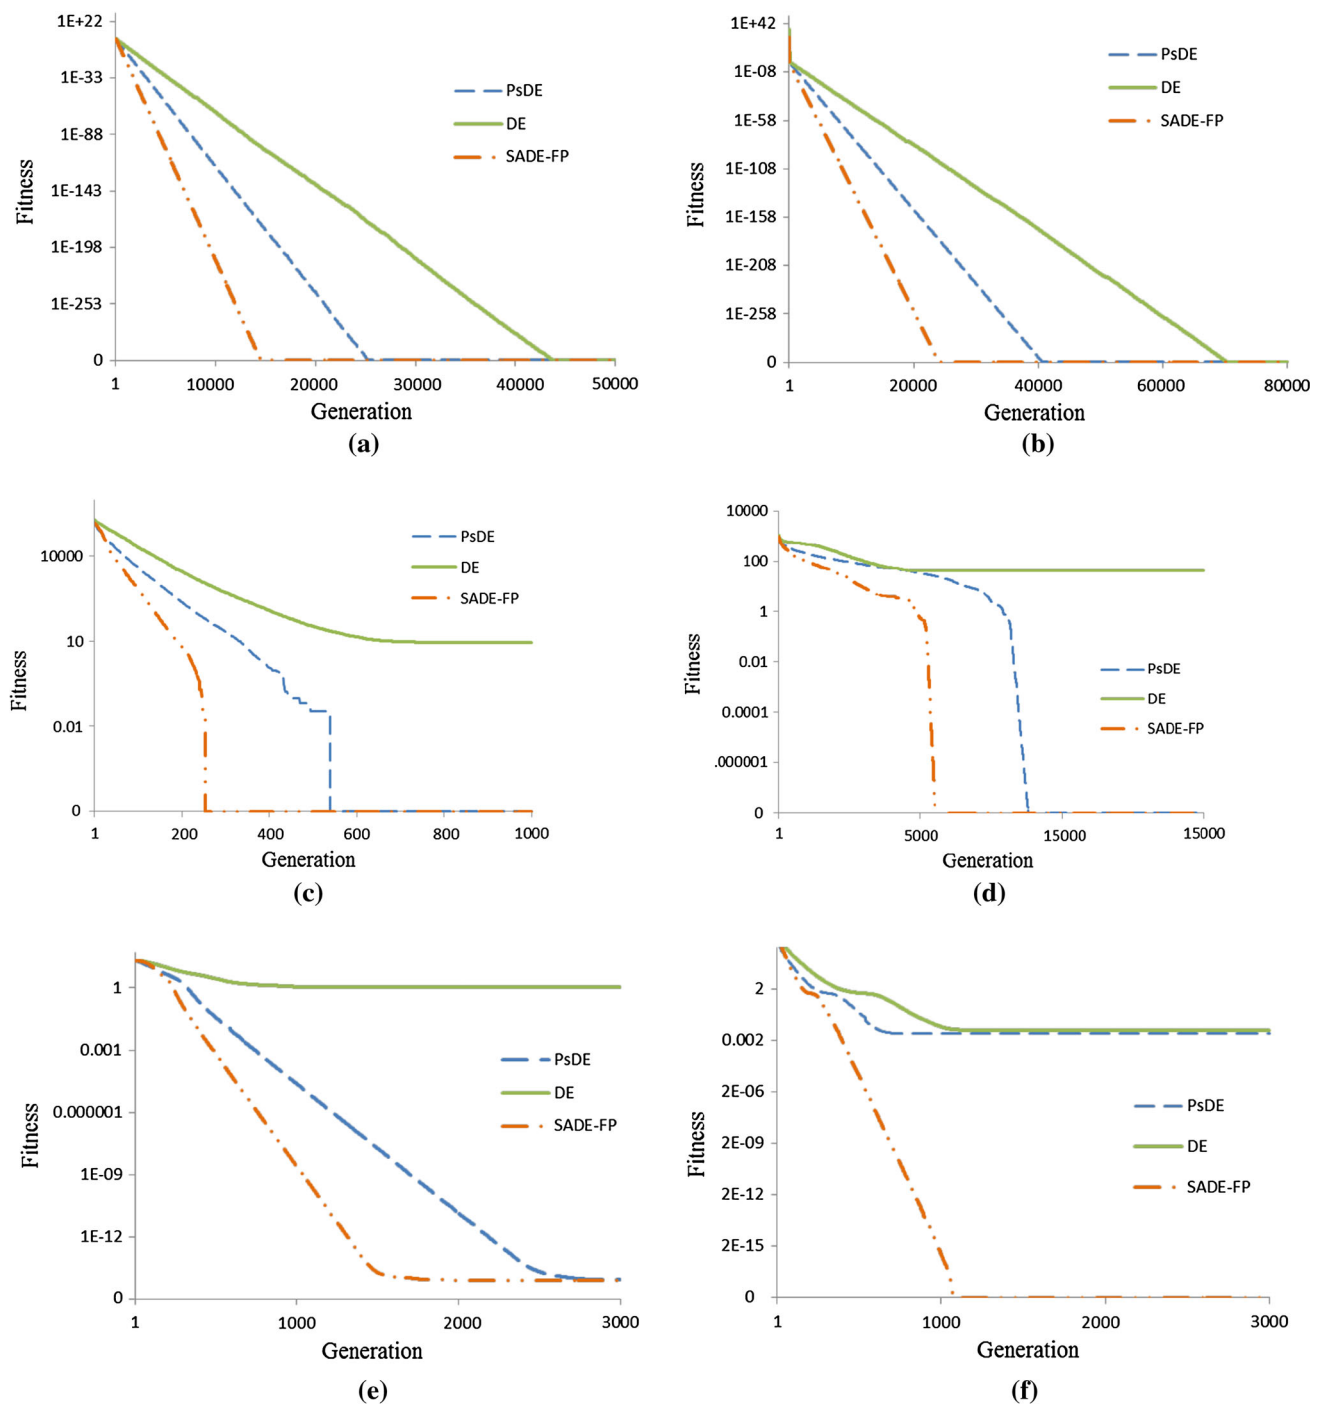 1E+22
1E-33
1E-88
1E-143
1E-198
1E-253
0
Fitness
PsDE
DE
SADE-FP
1 10000 20000 30000 40000 50000
Generation
(a)
1E+42
1E-08
1E-58
1E-108
1E-158
1E-208
1E-258
0
Fitness
PsDE
DE
SADE-FP
1 20000 40000 60000 80000
Generation
(b)
10000
10
0.01
0
Fitness
PsDE
DE
SADE-FP
1 200 400 600 800 1000
Generation
(c)
10000
100
1
0.01
0.0001
.000001
0
Fitness
PsDE
DE
SADE-FP
1 5000 15000 15000
Generation
(d)
1
0.001
0.000001
1E-09
1E-12
0
Fitness
PsDE
DE
SADE-FP
1 1000 2000 3000
Generation
(e)
2
0.002
2E-06
2E-09
2E-12
2E-15
0
Fitness
PsDE
DE
SADE-FP
1 1000 2000 3000
Generation
(f)